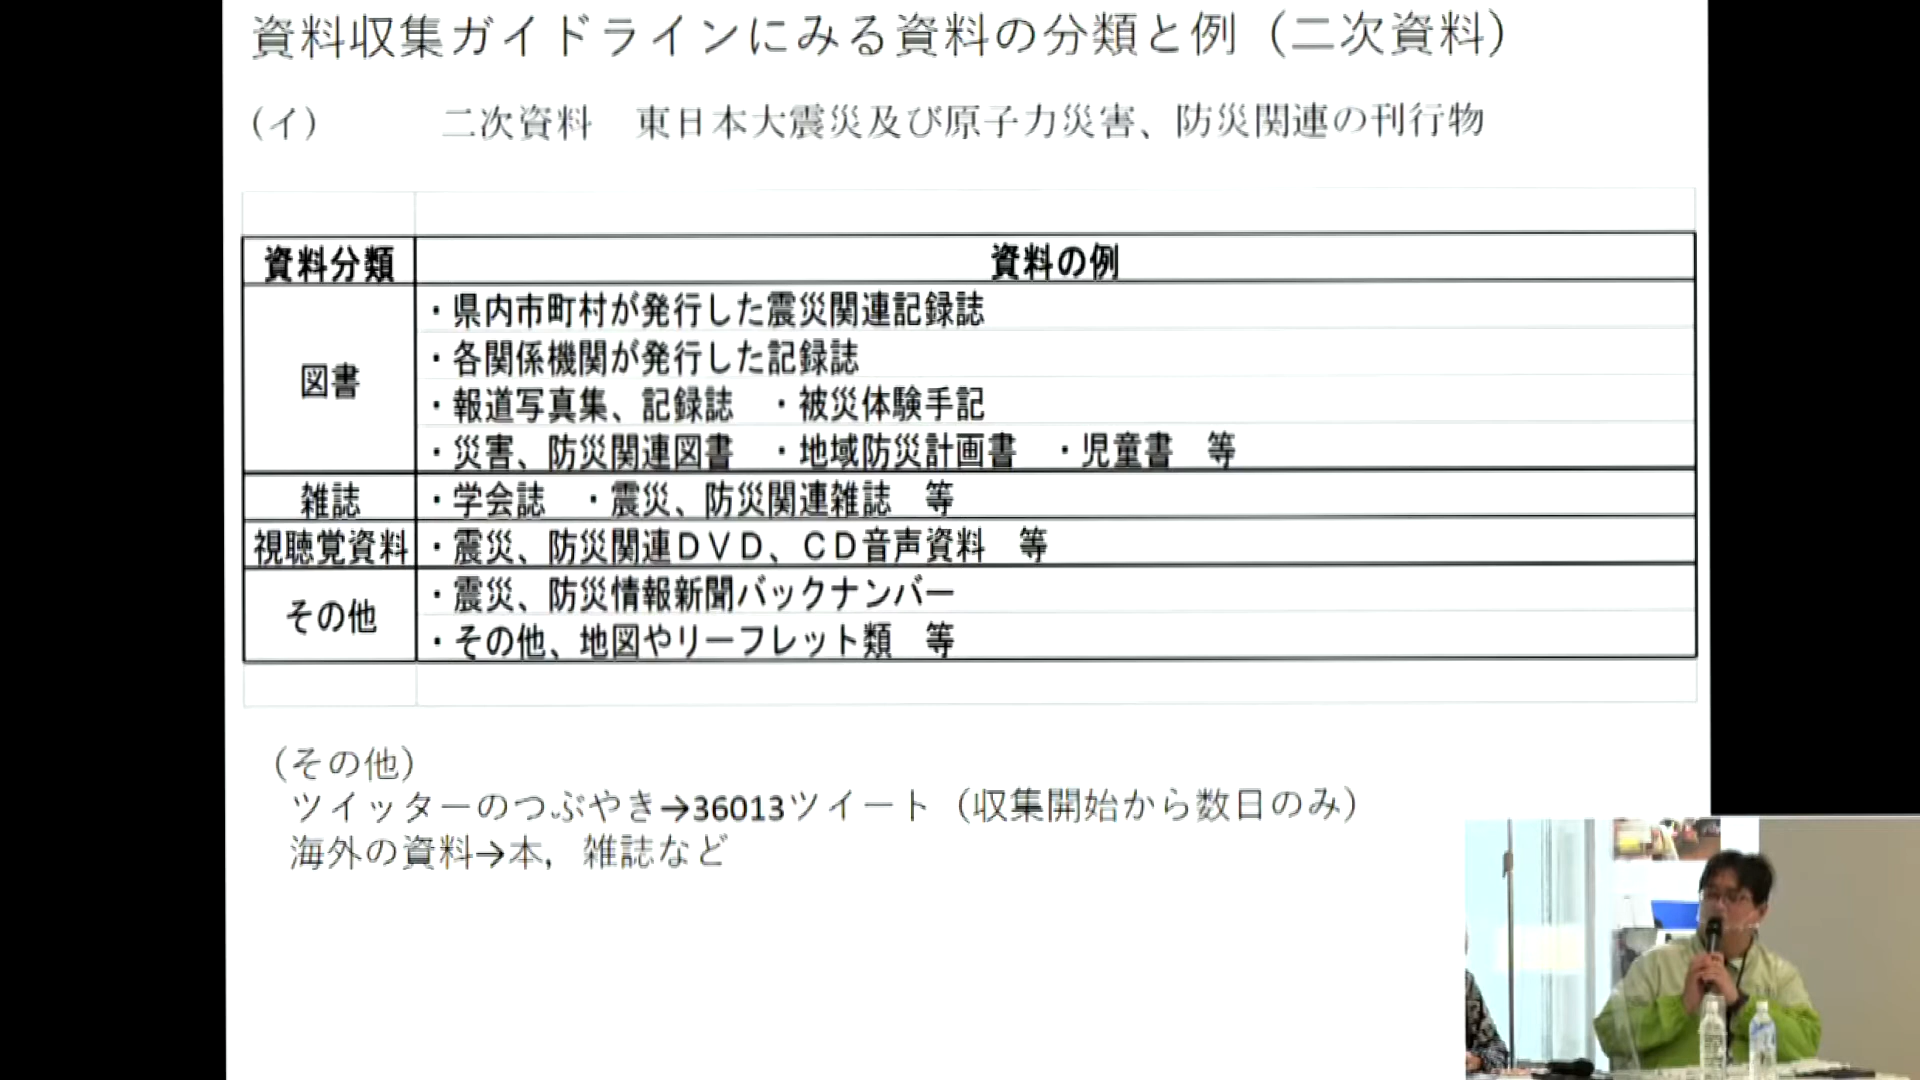 資料収集ガイドラインにみる資料の分類と例（二次資料）
（イ）　二次資料　東日本大震災及び原子力災害、防災関連の刊行物
資料分類　資料の例
図書
・県内市町村が発行した震災関連記録誌
・各関係機関が発行した記録誌
・報道写真集、記録誌　・被災体験手記
・災害、防災関連図書　・地域防災計画書　・児童書　等
雑誌　・学会誌　・震災、防災関連雑誌　等
視聴覚資料　・震災、防災関連ＤＶＤ、ＣＤ音声資料　等
その他
・震災、防災情報新聞バックナンバー
・その他、地図やリーフレット類　等
（その他）
ツイッターのつぶやき→36013ツイート（収集開始から数日のみ）
海外の資料→本，雑誌など